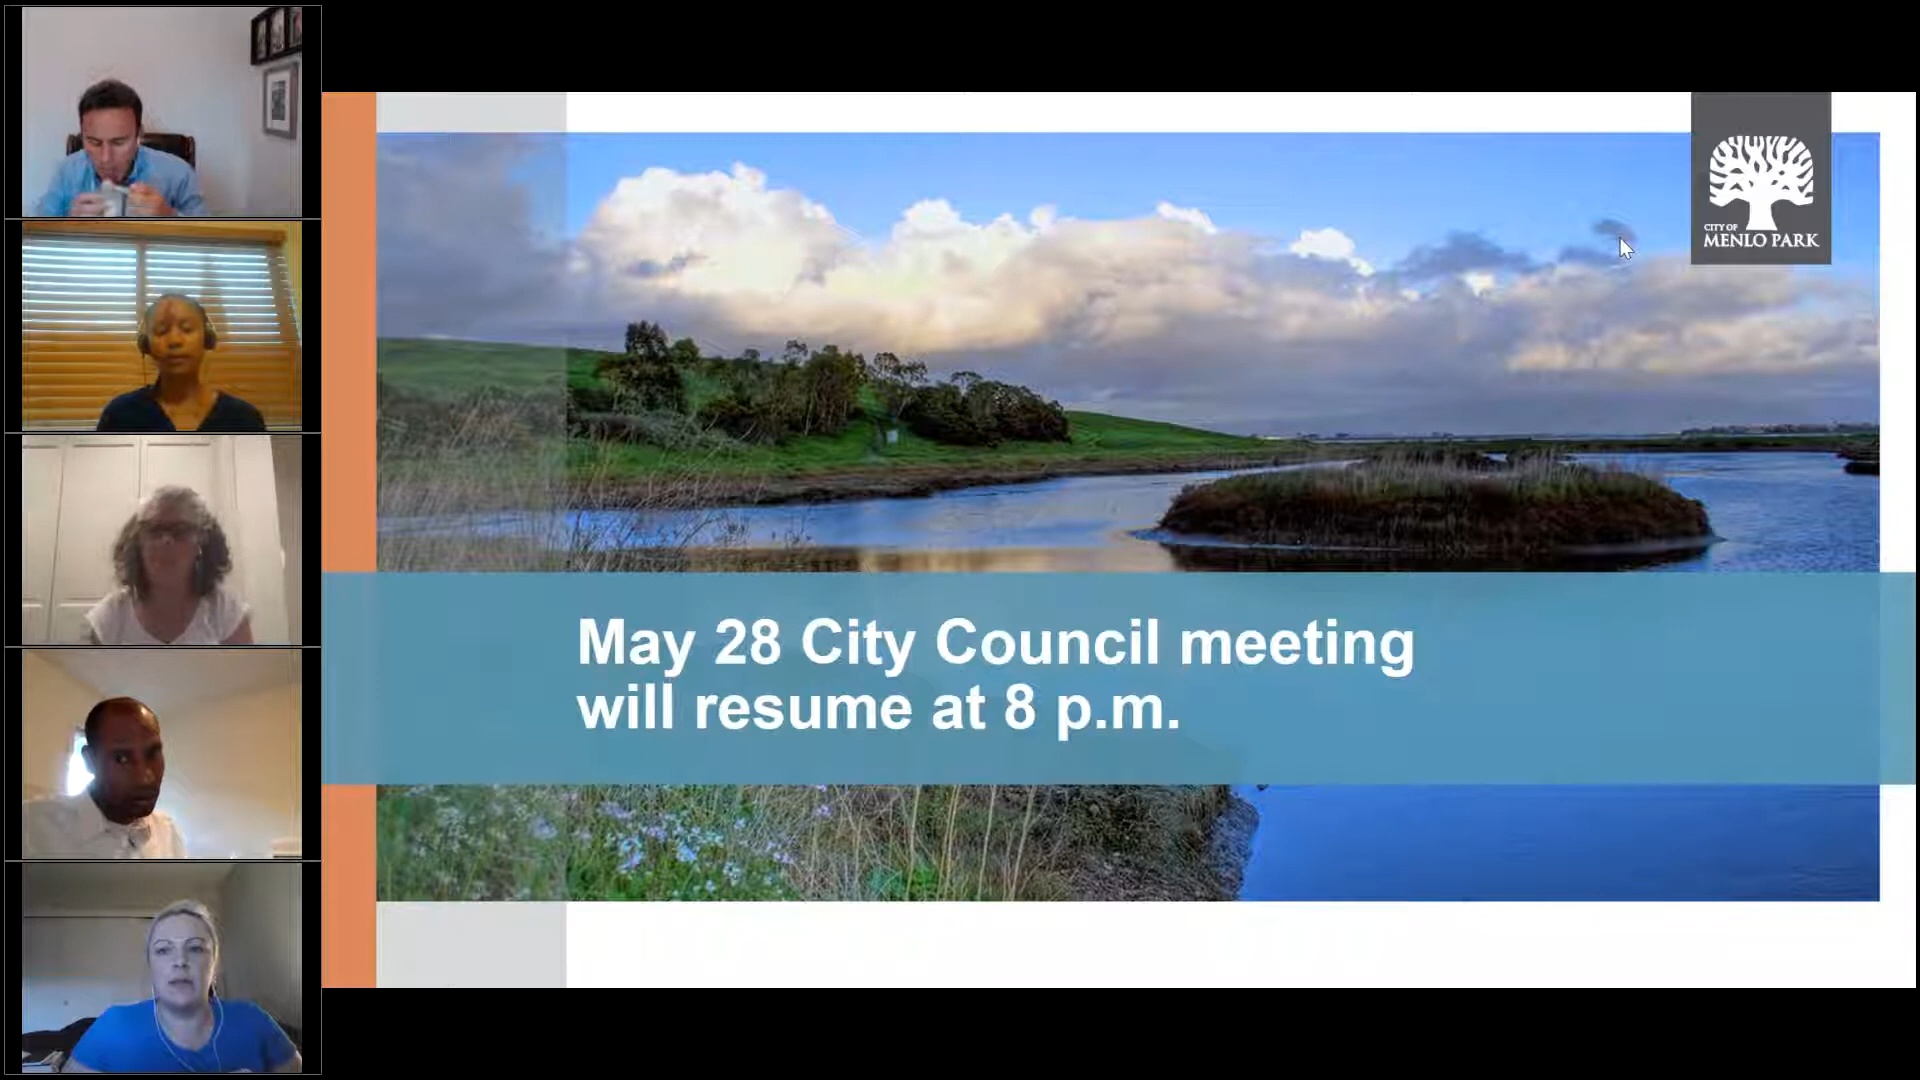 CITY OF
MENLO PARK
May 28 City Council meeting
will resume at 8 p.m.